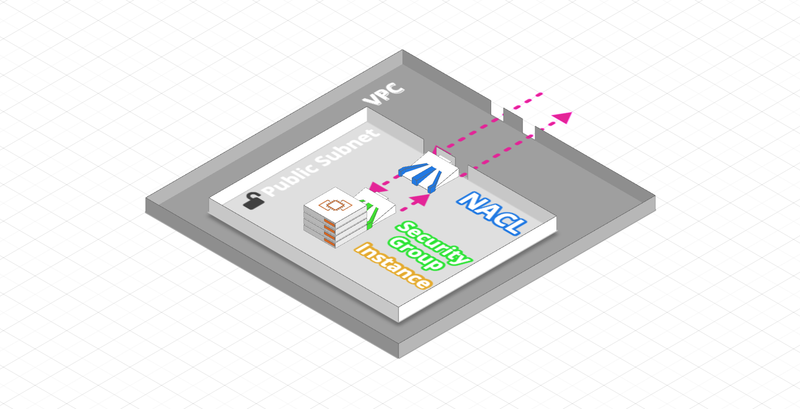 VPC
Public Subnet
NACL
Security
Group
Instance